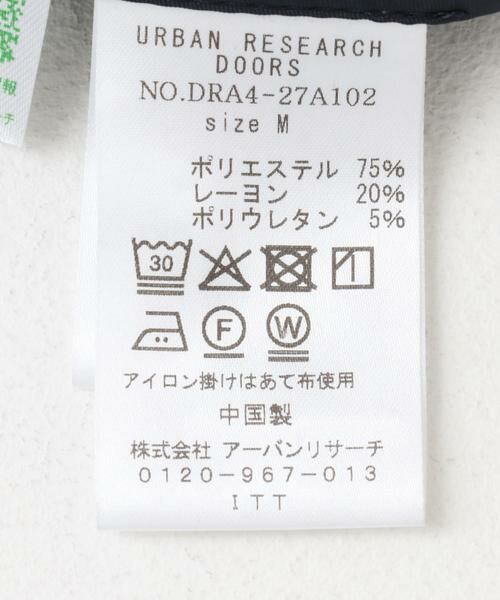 URBAN RESEARCH
DOORS
NO.DRA4-27A102
size M
ポリエステル 75%
レーヨン 20%
ポリウレタン 5%
30
F W
アイロン掛けはあて布使用
中国製
株式会社 アーバンリサーチ
0120-967-013
ITT